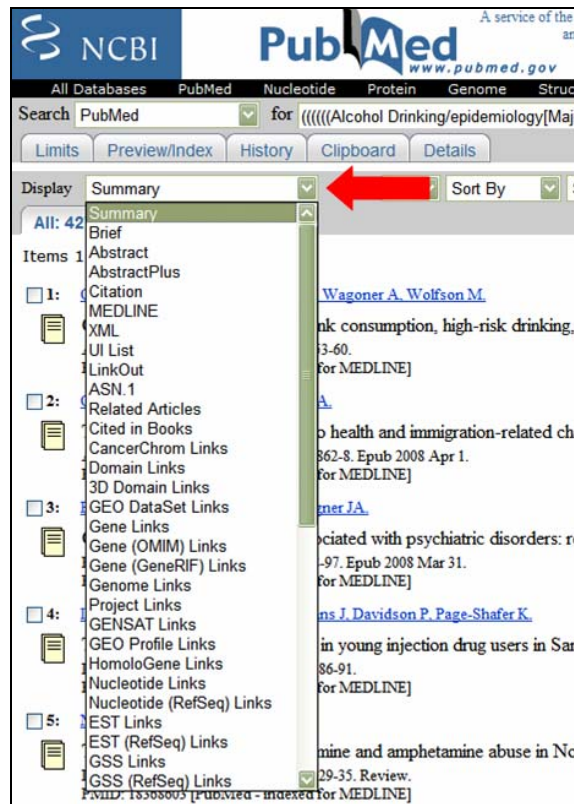 A service of the
an
NCBI PubMed
www.pubmed.gov
All Databases PubMed Nucleotide Protein Genome Struc
Search PubMed for ((((((Alcohol Drinking/epidemiology[Maj
Limits Preview/Index History Clipboard Details
Display Summary Sort By
All: 42
Items 1
Summary
Brief
Abstract
AbstractPlus
Citation
MEDLINE
XML
UI List
LinkOut
ASN.1
Related Articles
Cited in Books
CancerChrom Links
Domain Links
3D Domain Links
GEO DataSet Links
Gene Links
Gene (OMIM) Links
Gene (GeneRIF) Links
Genome Links
Project Links
GENSAT Links
GEO Profile Links
HomoloGene Links
Nucleotide Links
Nucleotide (RefSeq) Links
EST Links
EST (RefSeq) Links
GSS Links
GSS (RefSeq) Links
1: Wagoner A, Wolfson M.
nk consumption, high-risk drinking,
53-60.
for MEDLINE]
2: A.
o health and immigration-related ch
862-8. Epub 2008 Apr 1.
for MEDLINE]
3: gner JA.
ociated with psychiatric disorders: re
-97. Epub 2008 Mar 31.
for MEDLINE]
4: ns J, Davidson P, Page-Shafer K.
in young injection drug users in San
86-91.
for MEDLINE]
5:
mine and amphetamine abuse in No
29-35. Review.
PMID: 18368605 [PubMed - indexed for MEDLINE]